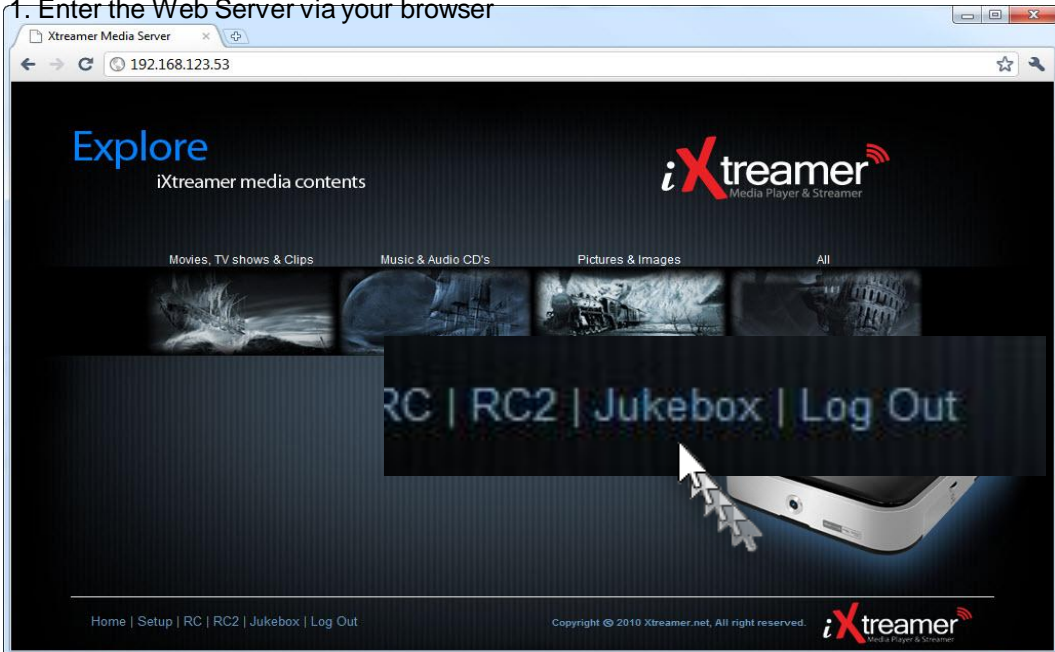 1. Enter the Web Server via your browser
Xtreamer Media Server
192.168.123.53
Explore
iXtreamer media contents
iXtreamer
Media Player & Streamer
Movies, TV shows & Clips Music & Audio CD's Pictures & Images All
RC | RC2 | Jukebox | Log Out
Home | Setup | RC | RC2 | Jukebox | Log Out
Copyright © 2010 Xtreamer.net, All right reserved.
iXtreamer
Media Player & Streamer